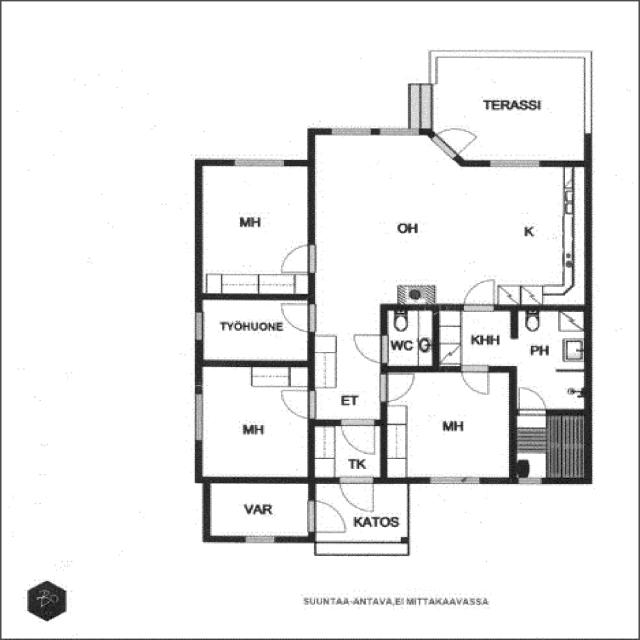 TERASSI
MH
OH
K
TYÖHUONE
WC
KHH
PH
ET
MH
MH
TK
VAR
KATOS
SUUNTAA-ANTAVA,EI MITTAKAAVASSA